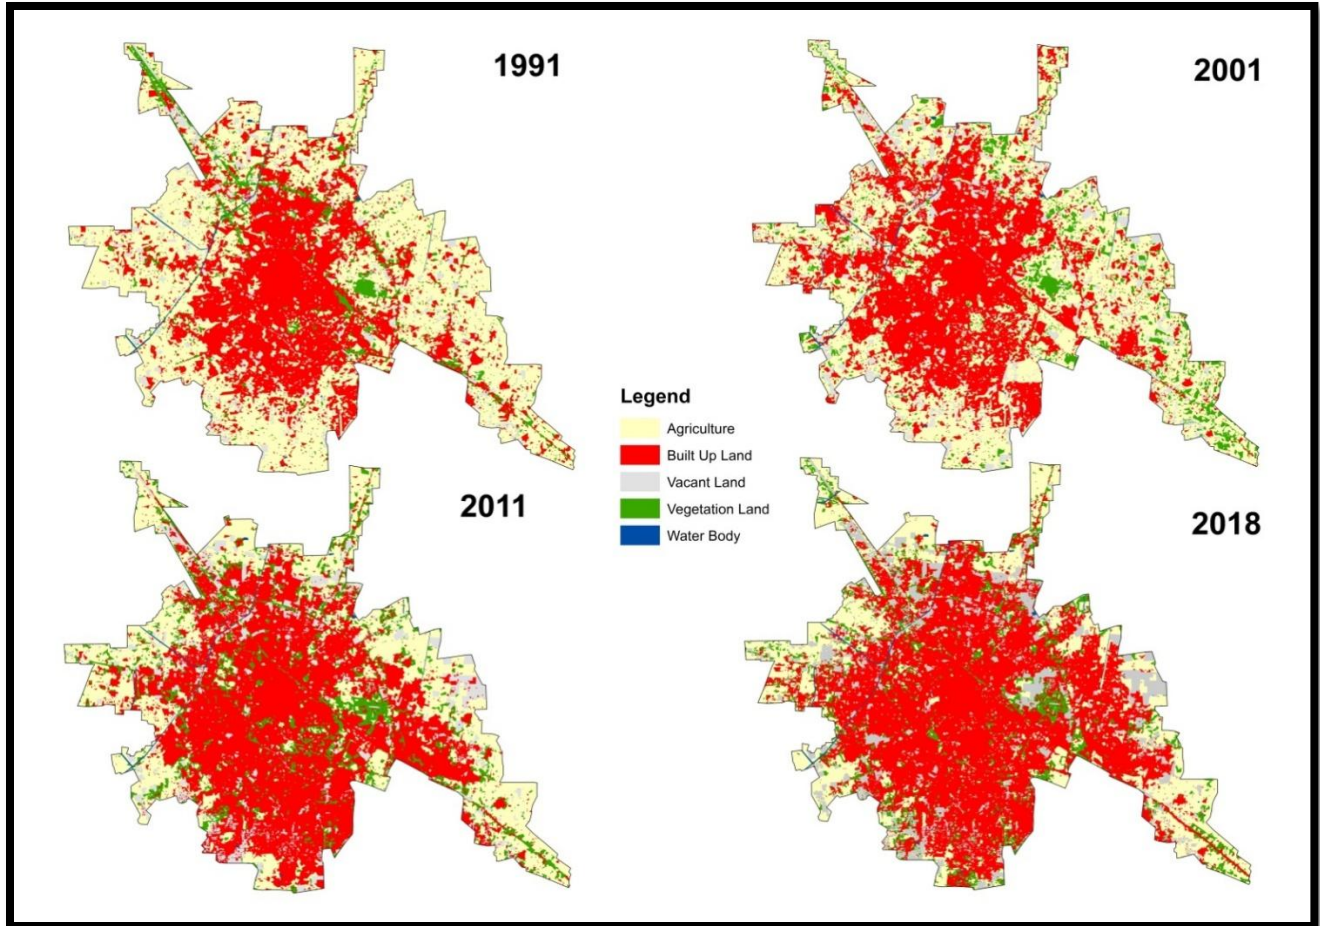 1991
2001
Legend
Agriculture
Built Up Land
Vacant Land
Vegetation Land
Water Body
2011
2018